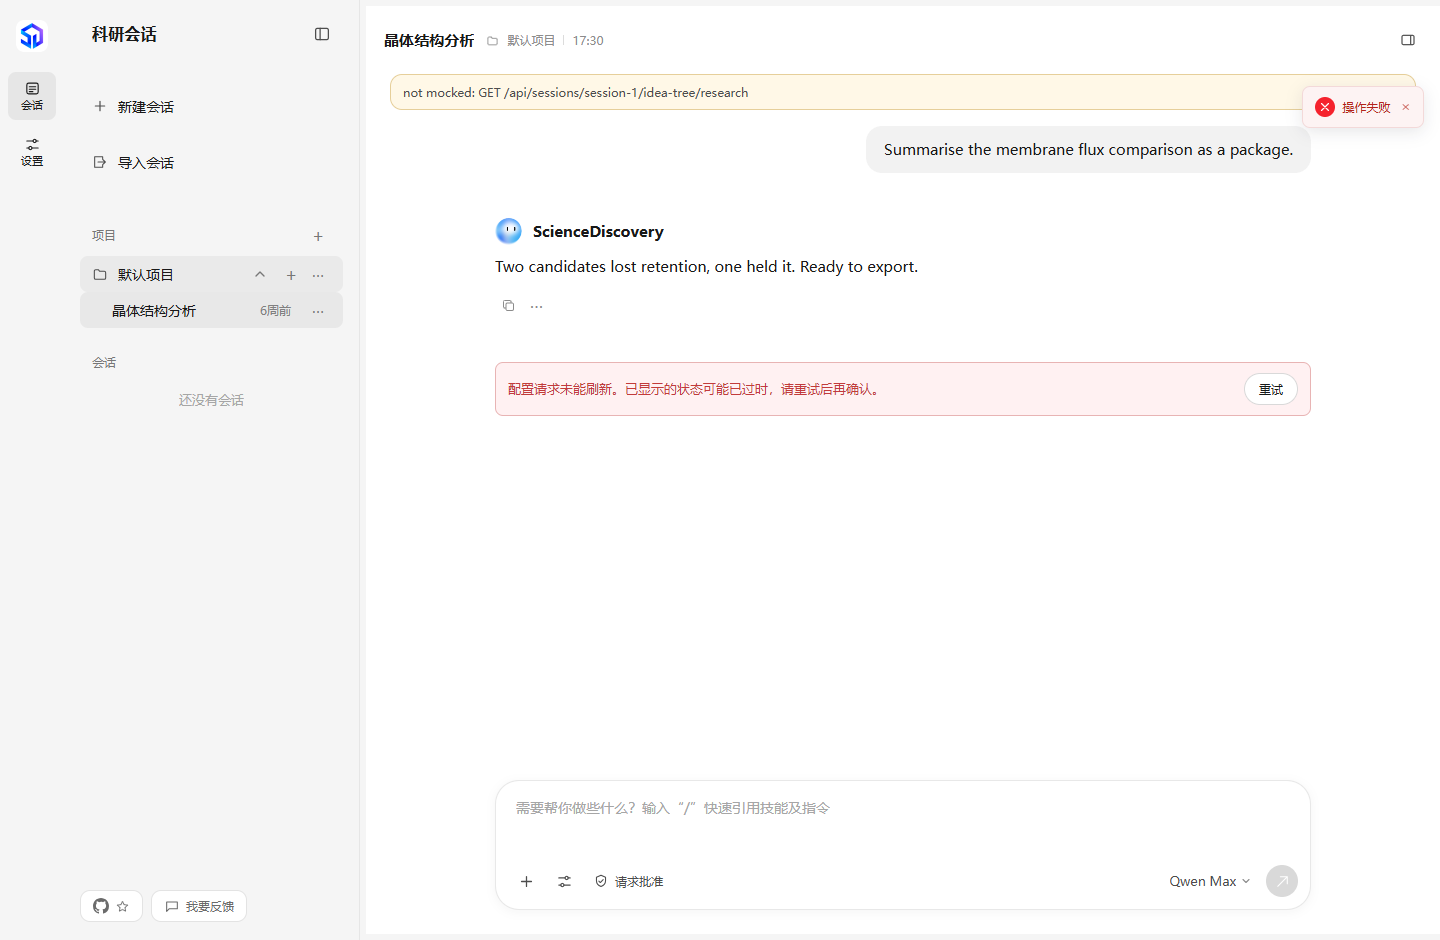 科研会话
会话
设置
新建会话
导入会话
项目
默认项目
晶体结构分析
6周前
会话
还没有会话
我要反馈
晶体结构分析
默认项目
17:30
not mocked: GET /api/sessions/session-1/idea-tree/research
操作失败
Summarise the membrane flux comparison as a package.
ScienceDiscovery
Two candidates lost retention, one held it. Ready to export.
配置请求未能刷新。已显示的状态可能已过时，请重试后再确认。
重试
需要帮你做些什么？输入“/”快速引用技能及指令
请求批准
Qwen Max